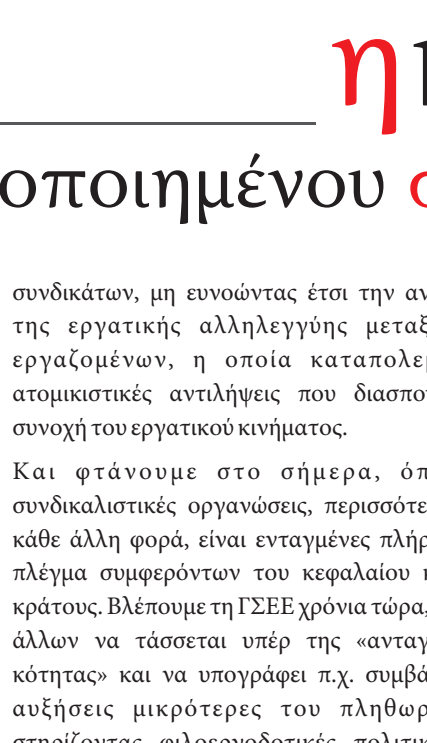 η
οποιημένου
συνδικάτων, μη ευνοώντας έτσι την αν
της εργατικής αλληλεγγύης μεταξ
εργαζομένων, η οποία καταπολε
ατομικιστικές αντιλήψεις που διασπο
συνοχή του εργατικού κινήματος.
Και φτάνουμε στο σήμερα, όπ
συνδικαλιστικές οργανώσεις, περισσότε
κάθε άλλη φορά, είναι ενταγμένες πλήρ
πλέγμα συμφερόντων του κεφαλαίου
κράτους. Βλέπουμε τη ΓΣΕΕ χρόνια τώρα,
άλλων να τάσσεται υπέρ της «ανταγ
κότητας» και να υπογράφει π.χ. συμβά
αυξήσεις μικρότερες του πληθωρ
στηρίζοντας φιλοεργοδοτικές πολιτικ